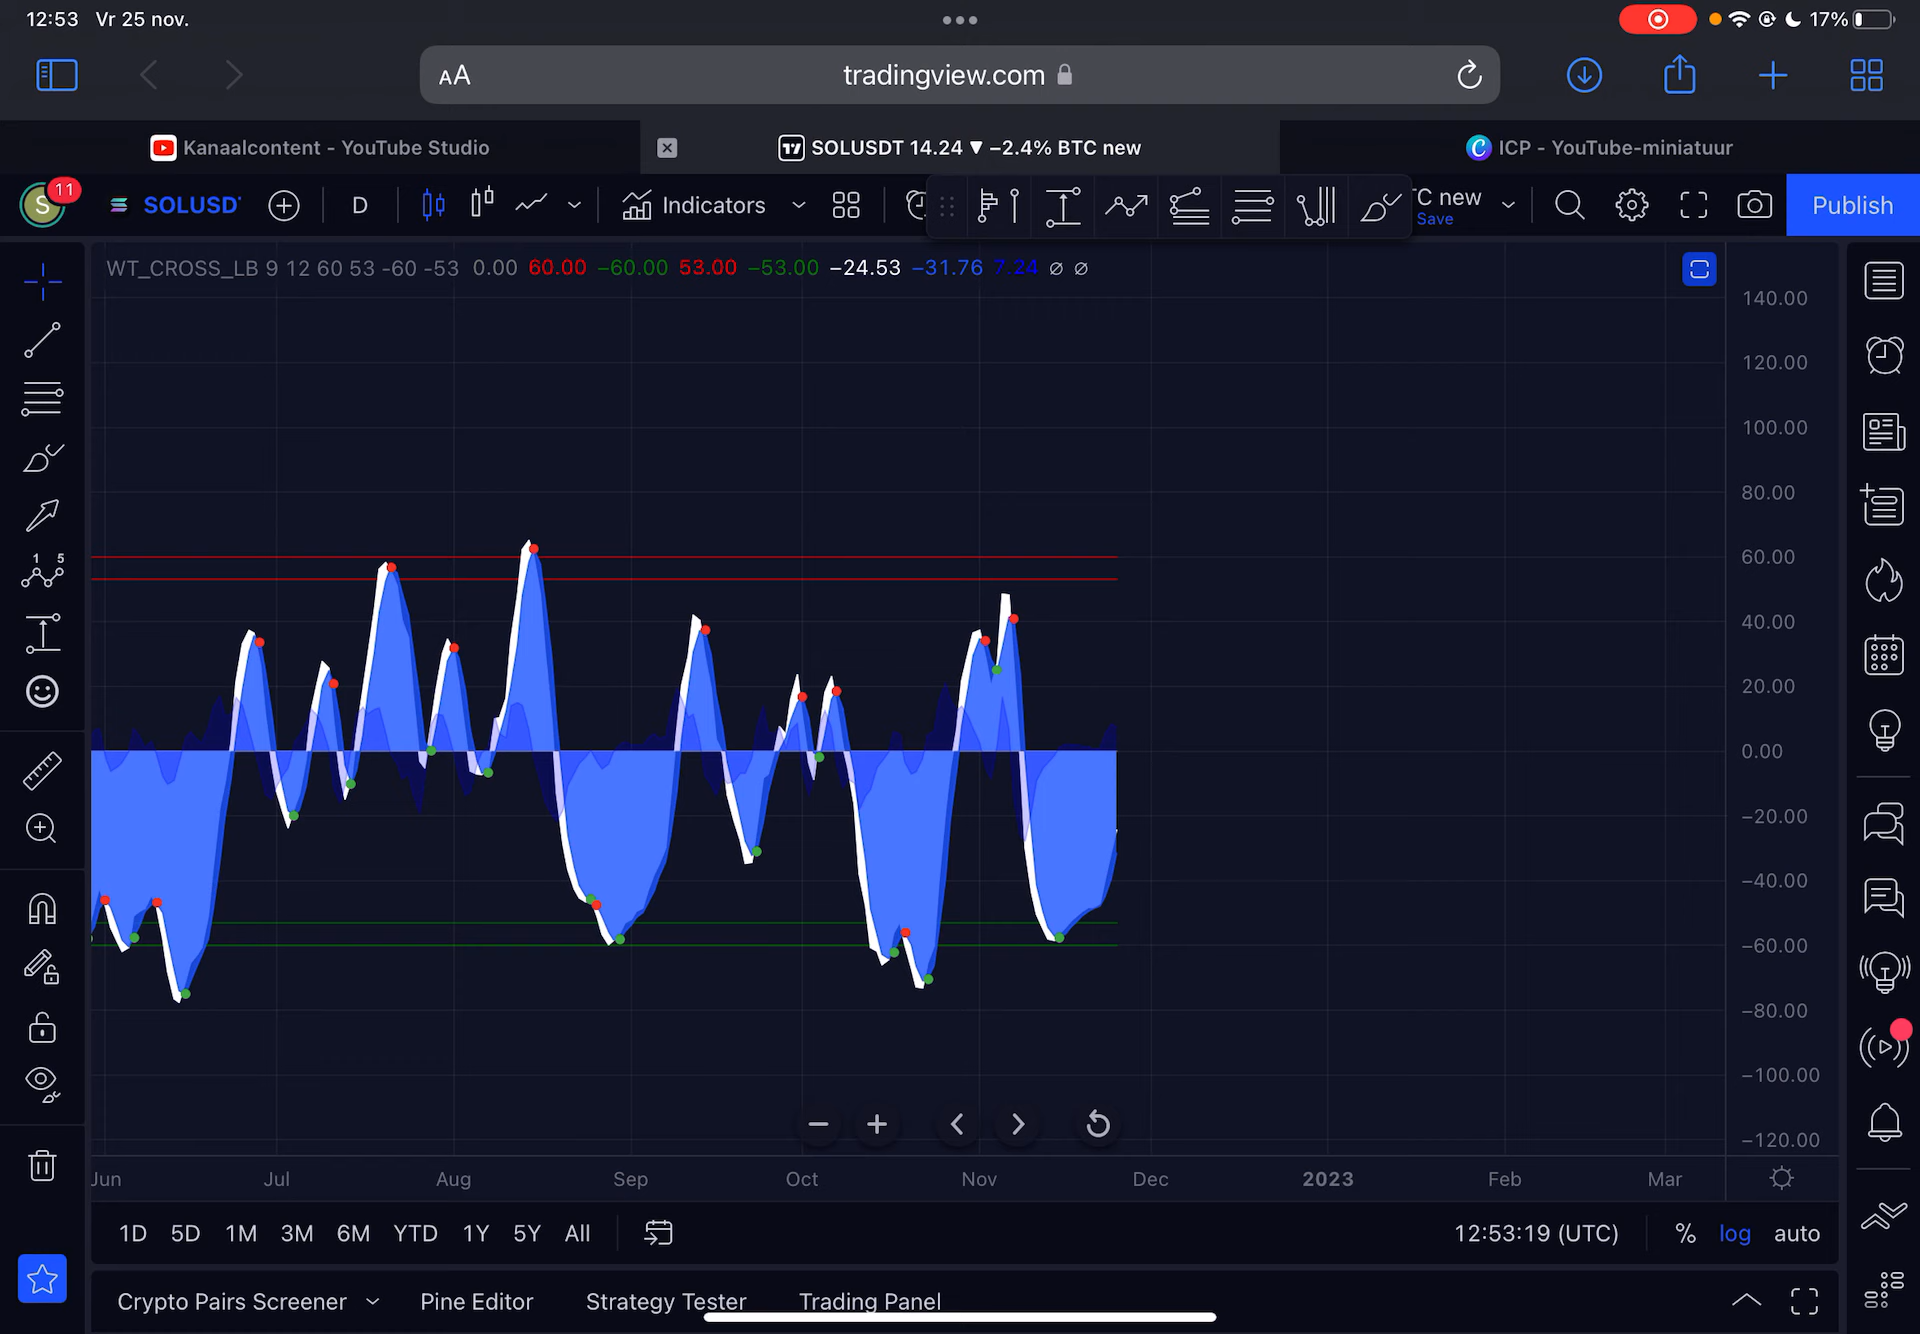 12:53 Vr 25 nov.
17%
AA
tradingview.com
Kanaalcontent - YouTube Studio
SOLUSDT 14.24 ▼ −2.4% BTC new
ICP - YouTube-miniatuur
S
11
SOLUSD
D
Indicators
C new
Save
Publish
WT_CROSS_LB 9 12 60 53 -60 -53 0.00 60.00 −60.00 53.00 −53.00 −24.53 −31.76 7.24 ∅ ∅
140.00
120.00
100.00
80.00
60.00
40.00
20.00
0.00
−20.00
−40.00
−60.00
−80.00
−100.00
−120.00
1 5
Jun Jul Aug Sep Oct Nov Dec 2023 Feb Mar
1D 5D 1M 3M 6M YTD 1Y 5Y All
12:53:19 (UTC) % log auto
Crypto Pairs Screener Pine Editor Strategy Tester Trading Panel